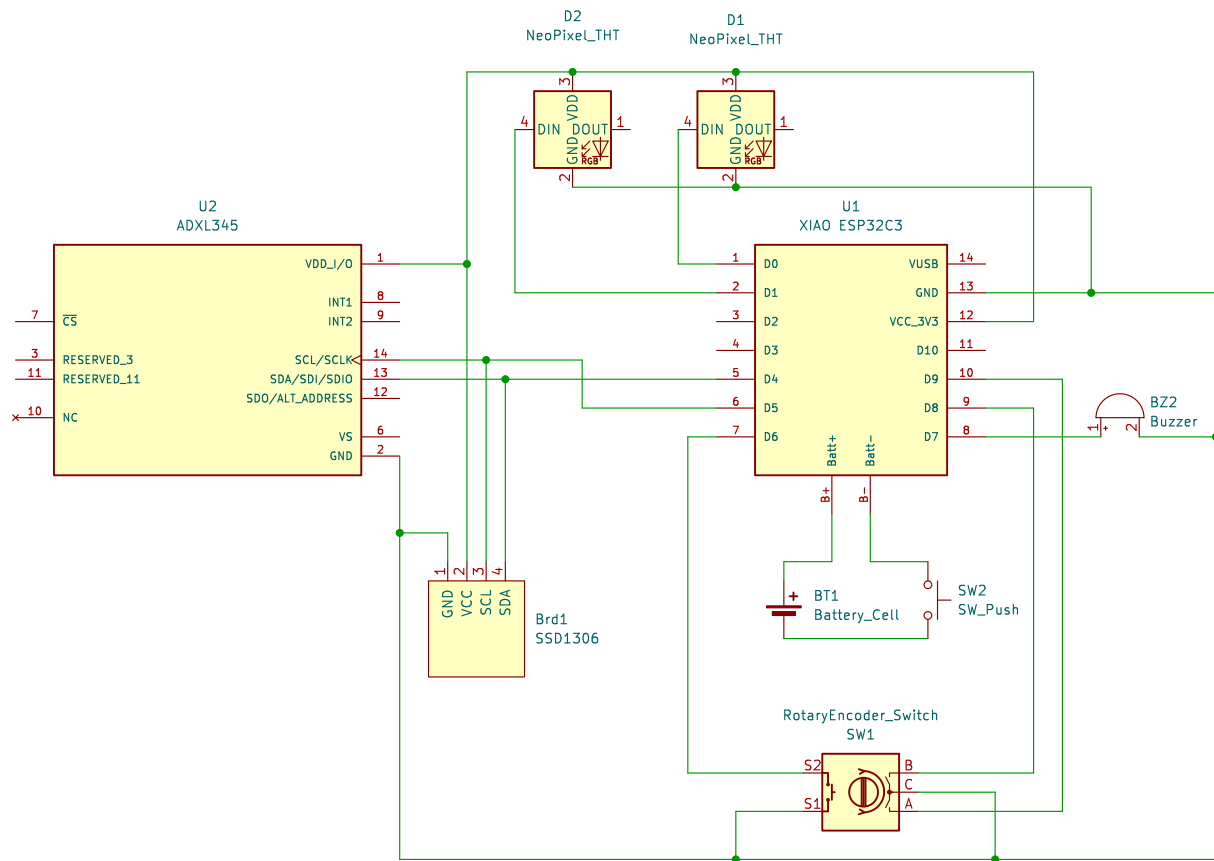 D2
NeoPixel_THT
D1
NeoPixel_THT
3
VDD
4
DIN
DOUT
1
GND
RGB
2
3
VDD
4
DIN
DOUT
1
GND
RGB
2
U2
ADXL345
VDD_I/O
1
INT1
8
INT2
9
7
CS
3
RESERVED_3
11
RESERVED_11
10
NC
SCL/SCLK
14
SDA/SDI/SDIO
13
SDO/ALT_ADDRESS
12
VS
6
GND
2
U1
XIAO ESP32C3
1
D0
2
D1
3
D2
4
D3
5
D4
6
D5
7
D6
VUSB
14
GND
13
VCC_3V3
12
D10
11
D9
10
D8
9
D7
8
Batt+
Batt-
B+
B-
BZ2
Buzzer
1
+
2
1
2
3
4
GND
VCC
SCL
SDA
Brd1
SSD1306
+
BT1
Battery_Cell
SW2
SW_Push
RotaryEncoder_Switch
SW1
S2
S1
B
C
A